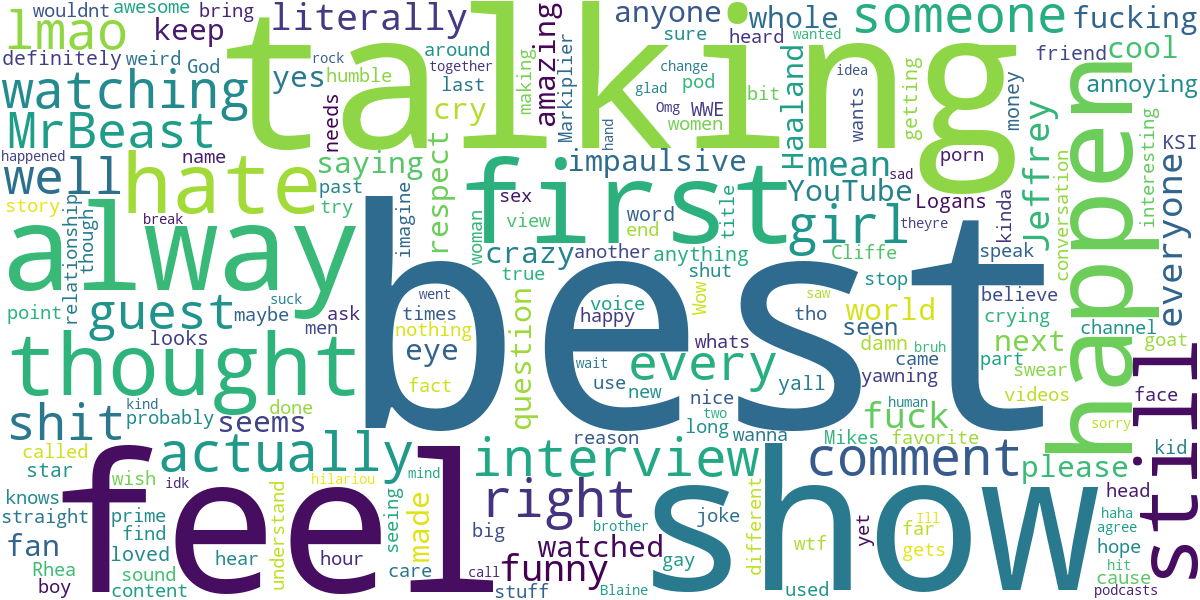 wouldnt awesome bring literally talking anyone whole someone fucking
lmao keep sure heard wanted friend cool
definitely weird God yes rock humble around together last making amazing Markiplier change pod idea getting money annoying
watching needs cry glad Omg WWE bit Haaland wants
MrBeast hand women
happened name saying respect impaulsive mean porn Jeffrey happen interesting KSI
well hate past first YouTube sad Logans everyone
story relationship though break try imagine woman sex view word end title girl theyre kinda conversation
alway crazy another anything Cliffe speak
true shut stop
point guest suck maybe ask went times voice happy best Wow tho world believe crying channel goat
looks men nothing question whats seen damn next part
thought eye wait every came
fact use new yall yawning swear videos still face
shit kind probably done seems nice human fuck
long two wanna Mikes favorite sorry
called actually reason interview comment kid
star wish idk hilariou mind right please
knows understand big joke different head
straight prime find feel seeing made brother show wtf yet far Ill gets haha agree
fan loved hear hour watched hope
Rhea sound care call funny gay hit cause
boy content stuff Blaine used podcasts